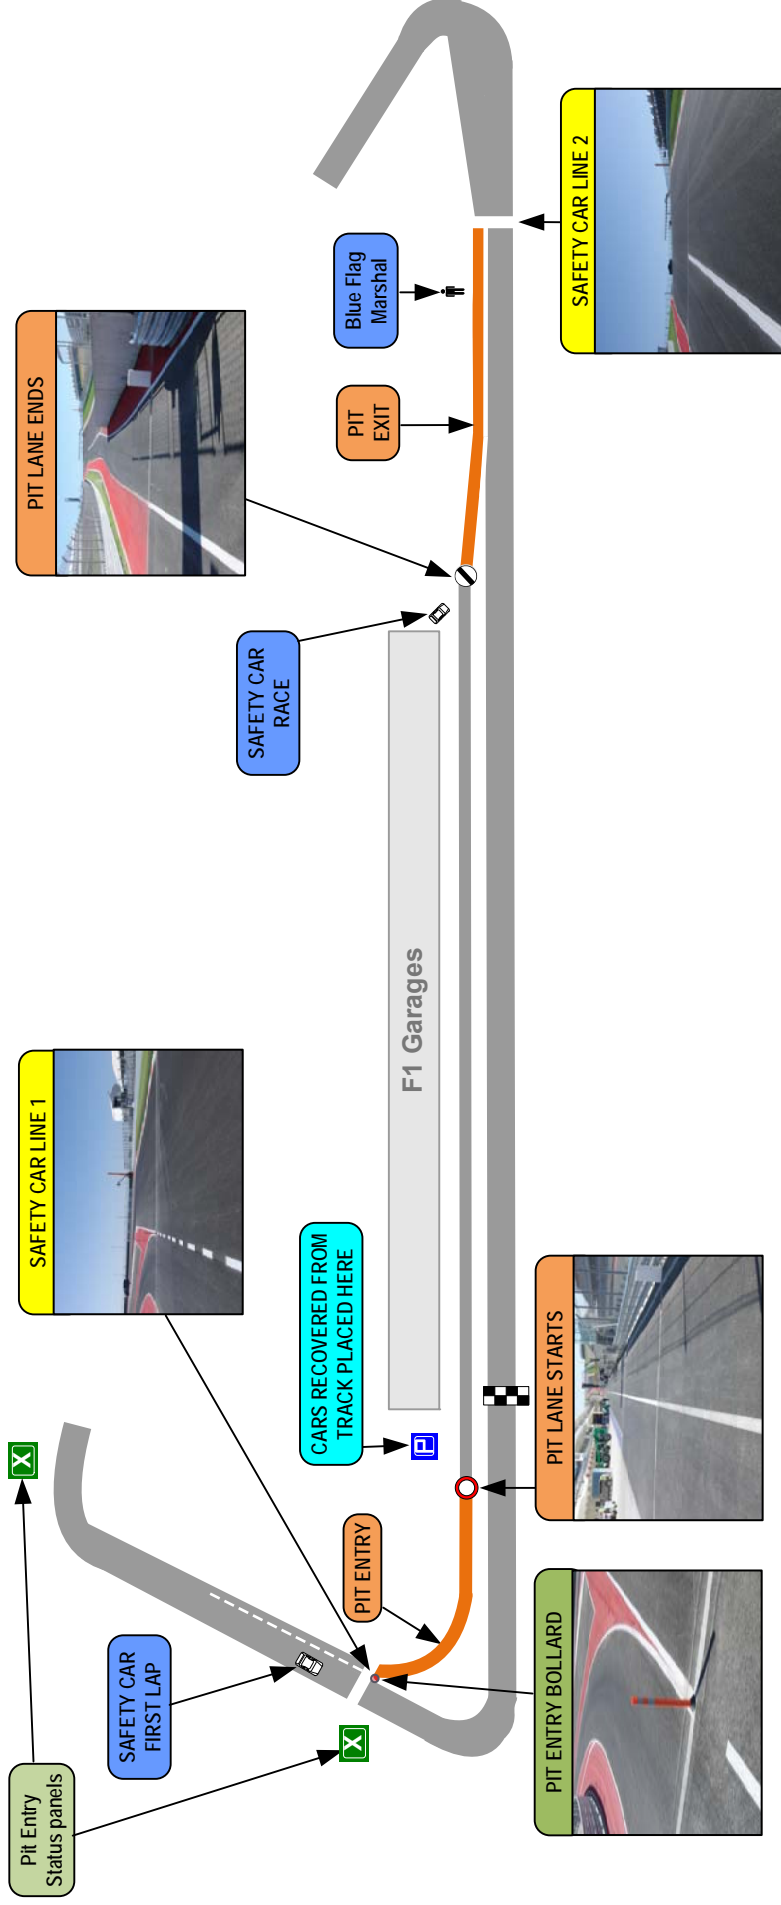 Pit Entry
Status panels
X
X
SAFETY CAR
FIRST LAP
SAFETY CAR LINE 1
PIT ENTRY
CARS RECOVERED FROM
TRACK PLACED HERE
P
PIT ENTRY BOLLARD
PIT LANE STARTS
F1 Garages
SAFETY CAR
RACE
PIT LANE ENDS
PIT
EXIT
Blue Flag
Marshal
SAFETY CAR LINE 2